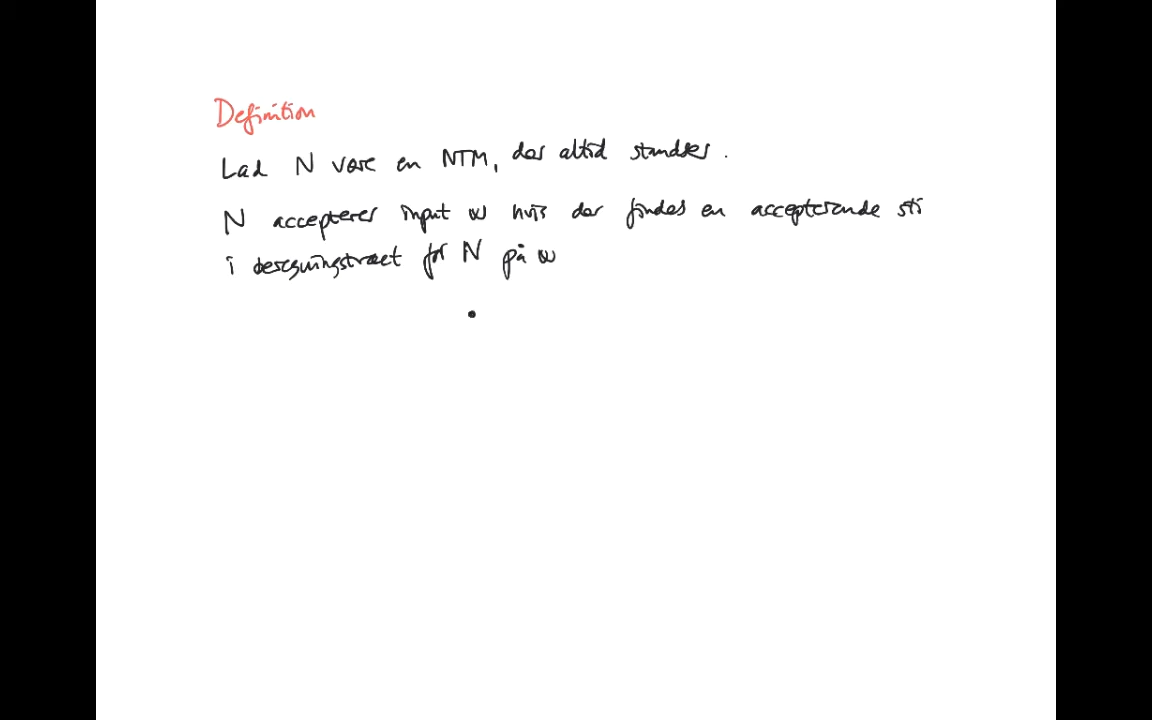 Definition
Lad N være en NTM, der altid standser.
N accepterer input w hvis der findes en accepterende sti
i beregningstræet for N på w